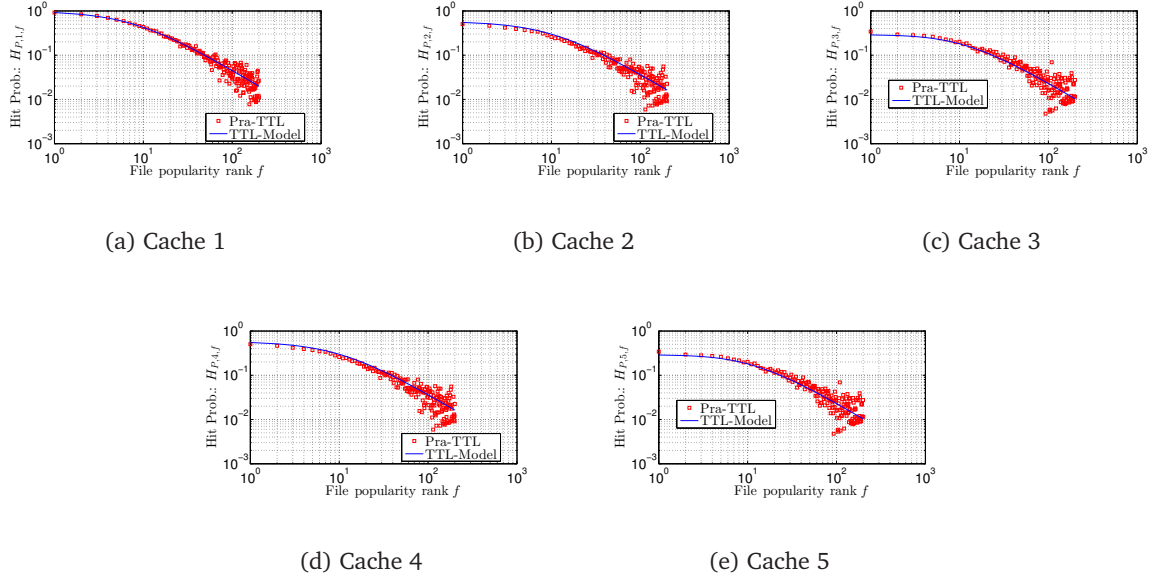 10^0
10^-1
10^-2
10^-3
Hit Prob.: H_{P,1,f}
Pra-TTL
TTL-Model
10^0 10^1 10^2 10^3
File popularity rank f
(a) Cache 1
10^0
10^-1
10^-2
10^-3
Hit Prob.: H_{P,2,f}
Pra-TTL
TTL-Model
10^0 10^1 10^2 10^3
File popularity rank f
(b) Cache 2
10^0
10^-1
10^-2
10^-3
Hit Prob.: H_{P,3,f}
Pra-TTL
TTL-Model
10^0 10^1 10^2 10^3
File popularity rank f
(c) Cache 3
10^0
10^-1
10^-2
10^-3
Hit Prob.: H_{P,4,f}
Pra-TTL
TTL-Model
10^0 10^1 10^2 10^3
File popularity rank f
(d) Cache 4
10^0
10^-1
10^-2
10^-3
Hit Prob.: H_{P,5,f}
Pra-TTL
TTL-Model
10^0 10^1 10^2 10^3
File popularity rank f
(e) Cache 5